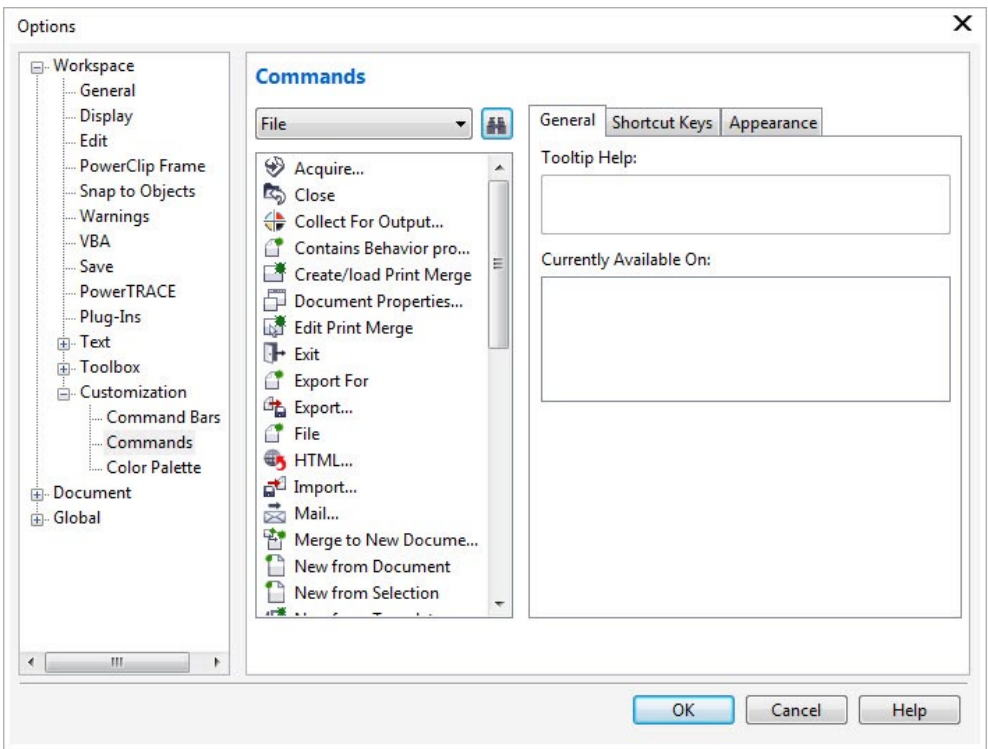 Options
Workspace
General
Display
Edit
PowerClip Frame
Snap to Objects
Warnings
VBA
Save
PowerTRACE
Plug-Ins
Text
Toolbox
Customization
Command Bars
Commands
Color Palette
Document
Global
Commands
File
Acquire...
Close
Collect For Output...
Contains Behavior pro...
Create/load Print Merge
Document Properties...
Edit Print Merge
Exit
Export For
Export...
File
HTML...
Import...
Mail...
Merge to New Docume...
New from Document
New from Selection
General Shortcut Keys Appearance
Tooltip Help:
Currently Available On:
OK Cancel Help